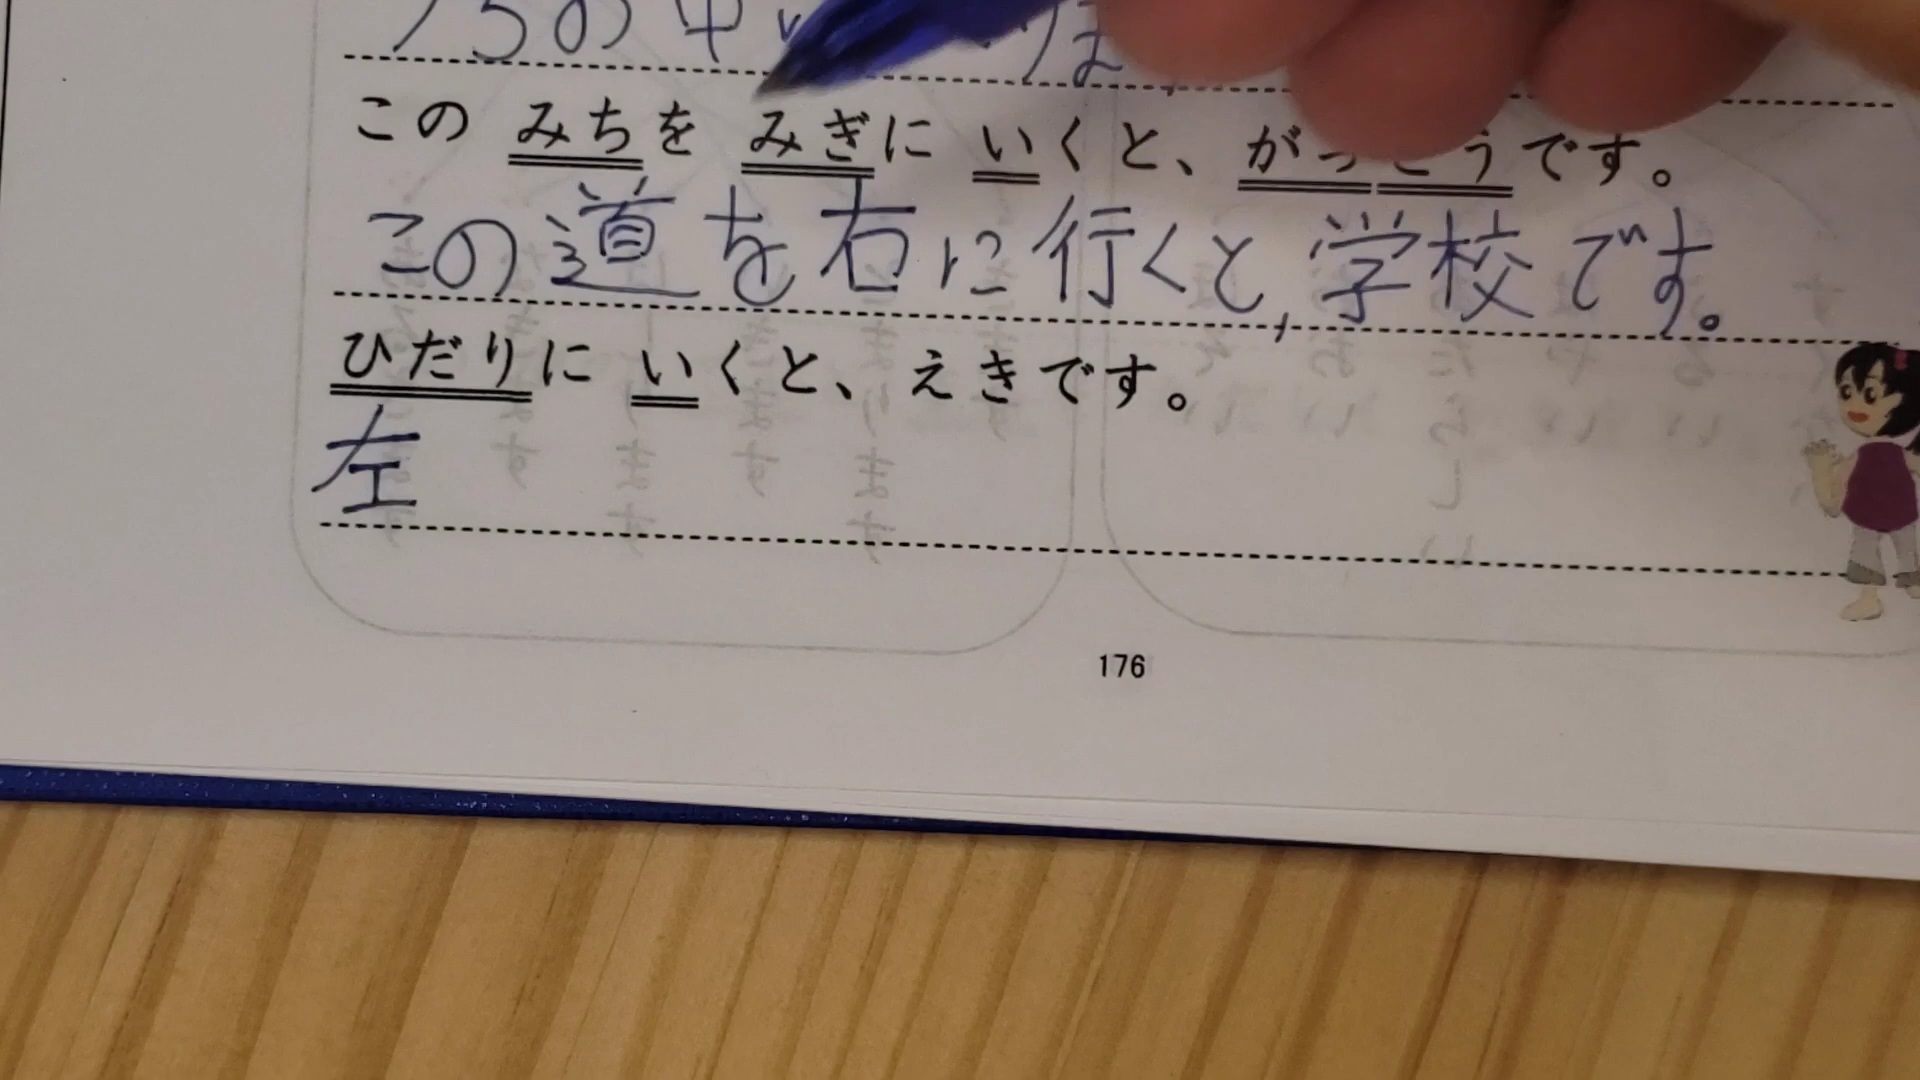 この みちを みぎに いくと、がっこうです。
この道を右に行くと,学校です。
ひだりに いくと、えきです。
左
176